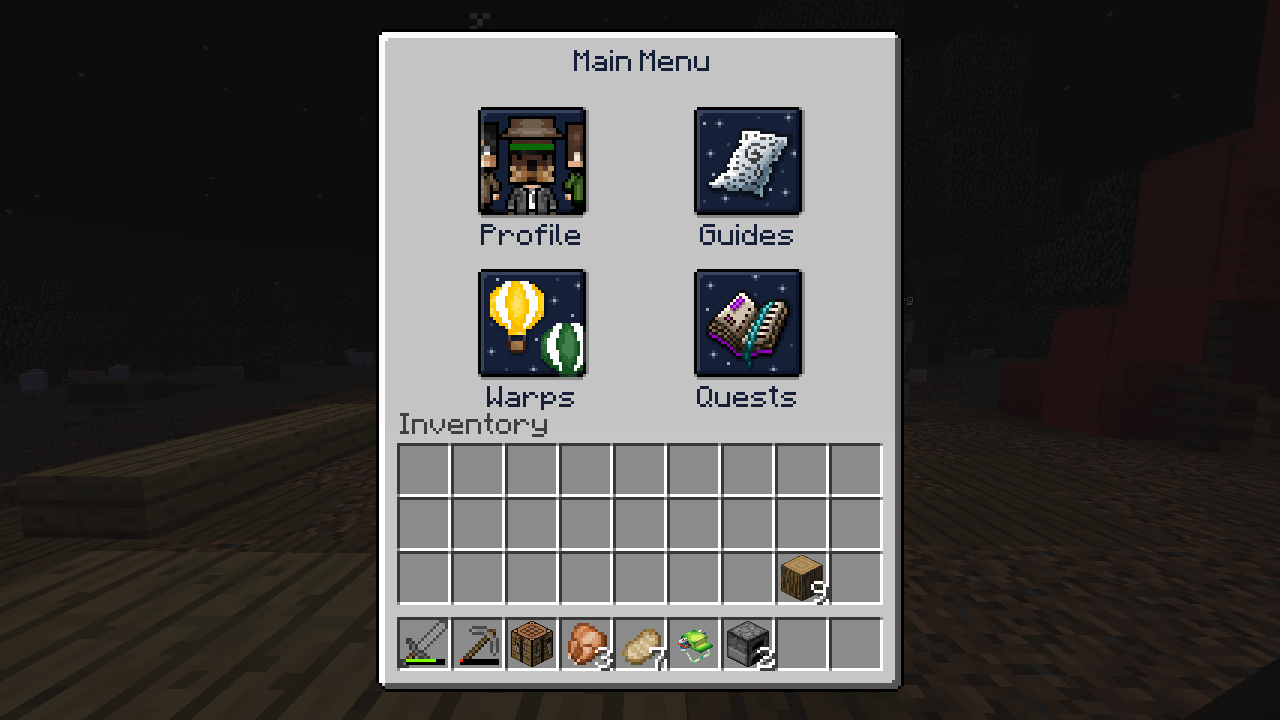 Main Menu
Profile
Guides
Warps
Quests
Inventory
9
3
7
2